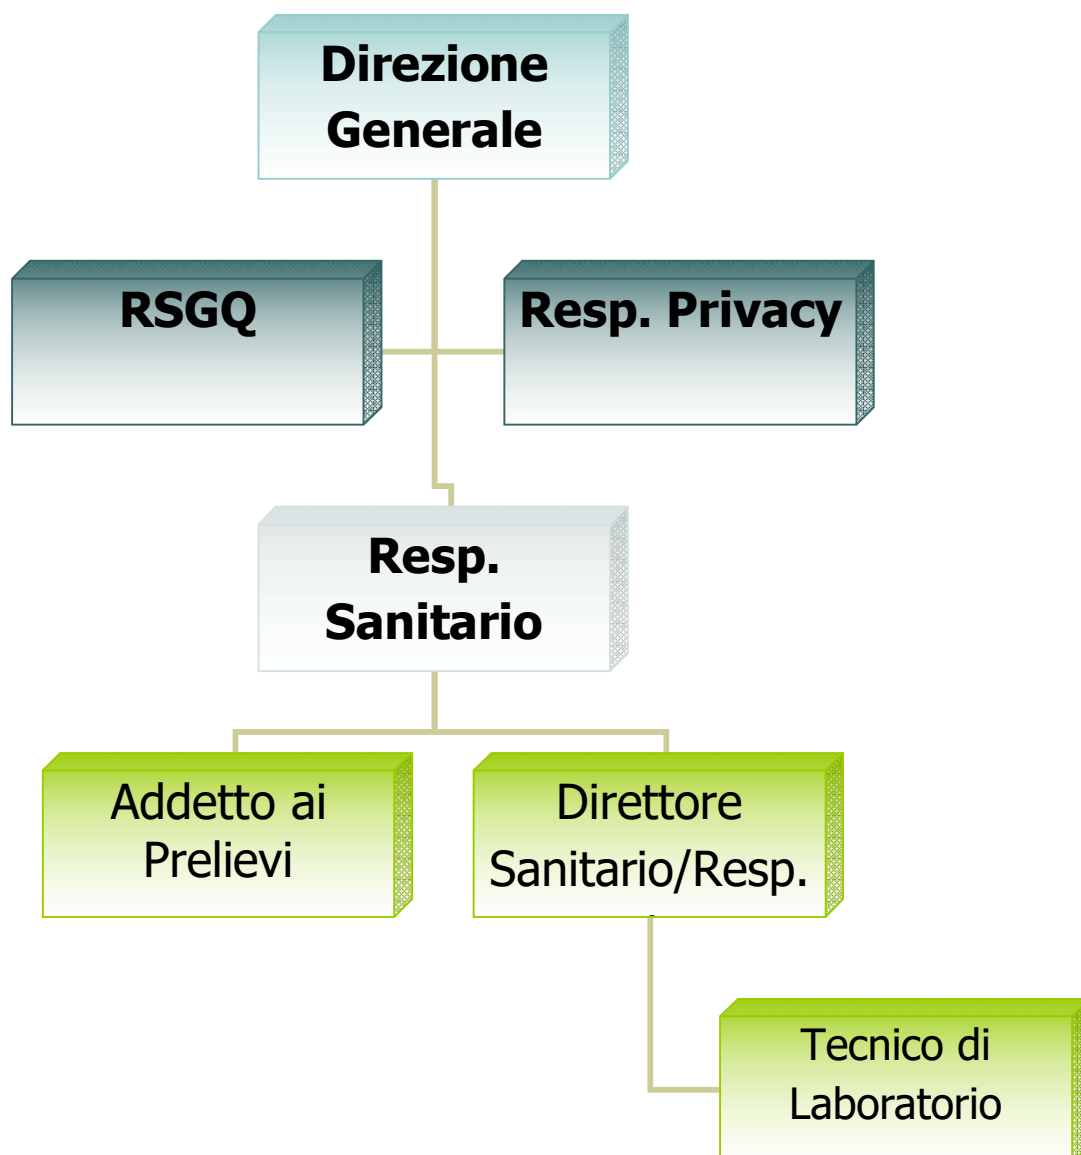 Direzione
Generale
RSGQ
Resp. Privacy
Resp.
Sanitario
Addetto ai
Prelievi
Direttore
Sanitario/Resp.
Tecnico di
Laboratorio